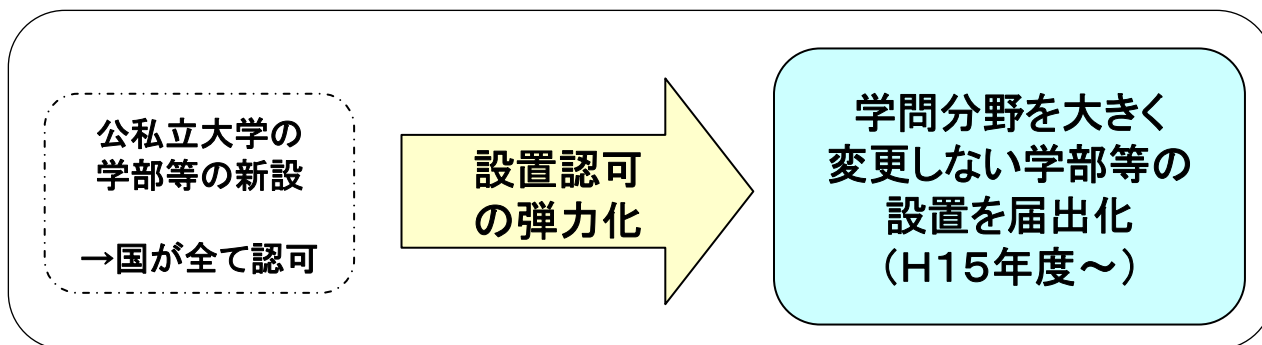 公私立大学の
学部等の新設
→国が全て認可
設置認可
の弾力化
学問分野を大きく
変更しない学部等の
設置を届出化
（Ｈ１５年度～）